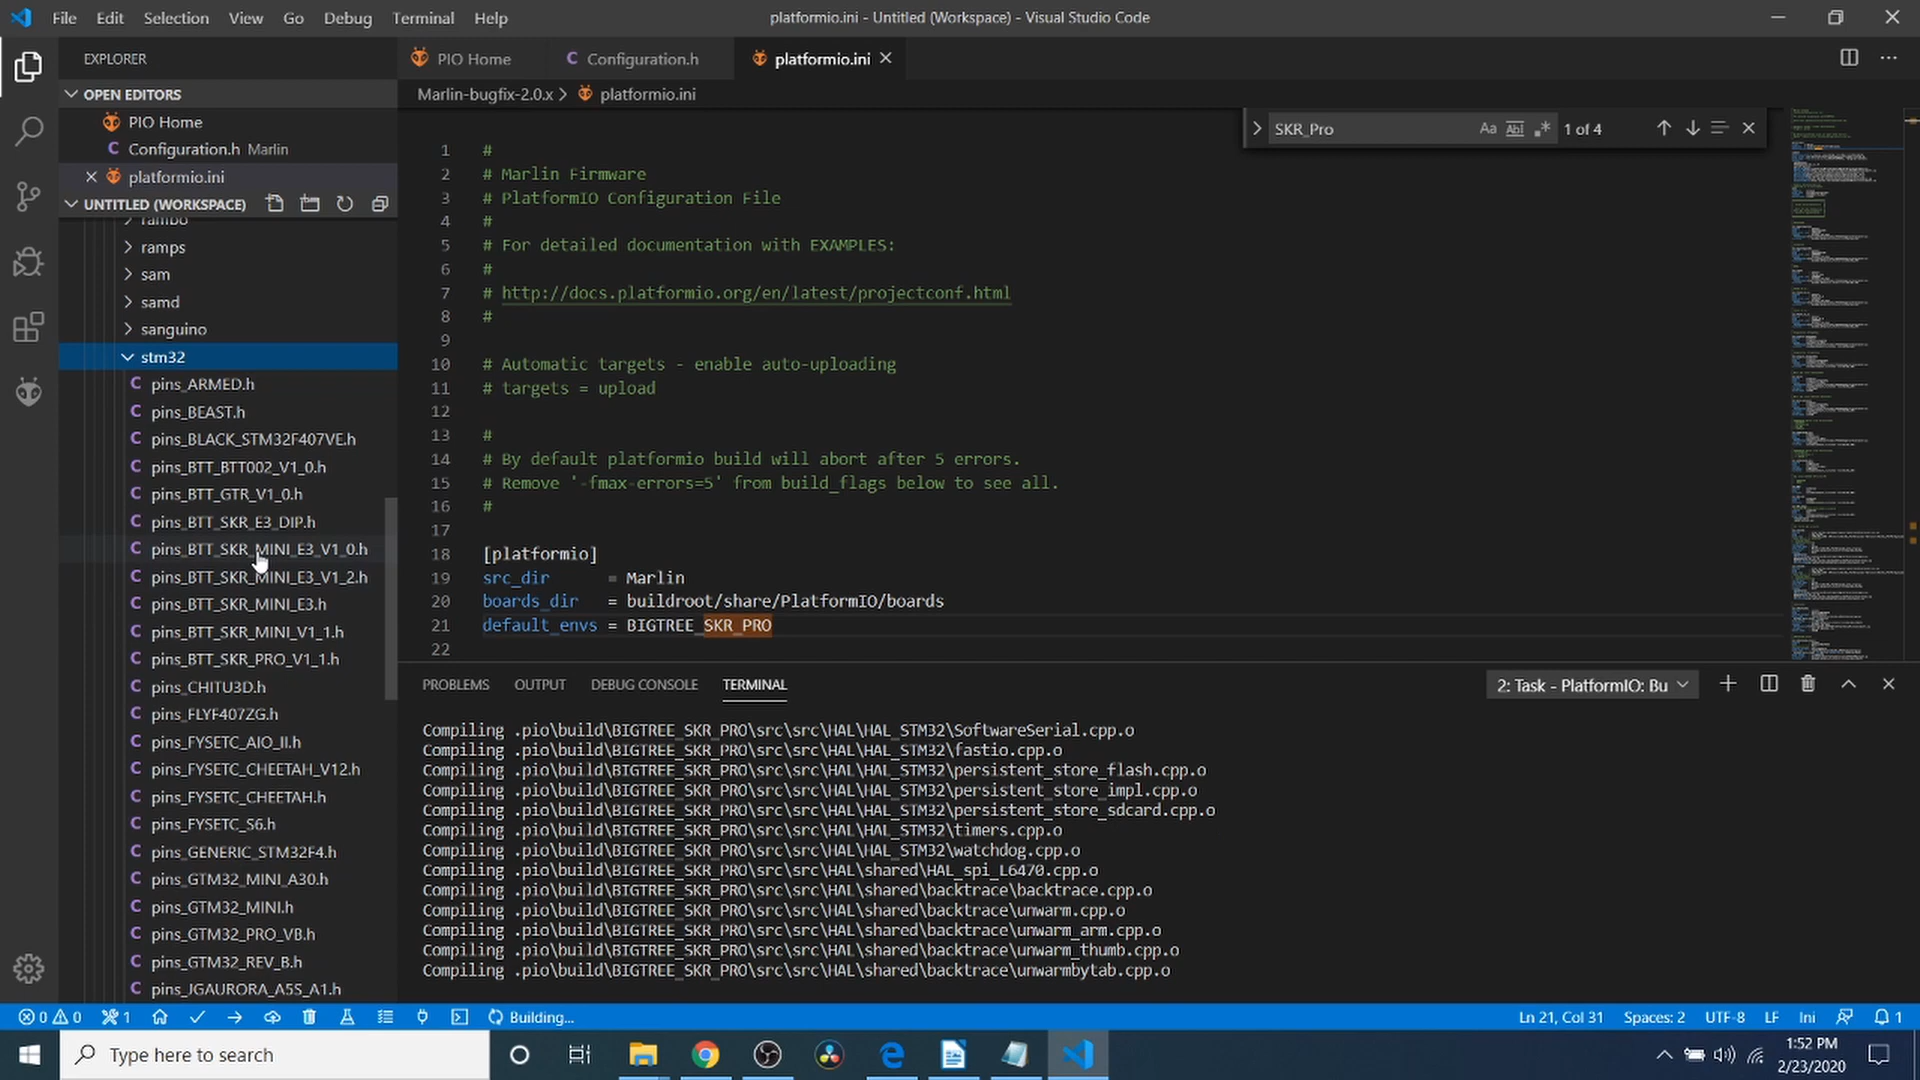 File Edit Selection View Go Debug Terminal Help
platformio.ini - Untitled (Workspace) - Visual Studio Code
EXPLORER
OPEN EDITORS
PIO Home
Configuration.h Marlin
platformio.ini
UNTITLED (WORKSPACE)
rambo
ramps
sam
samd
sanguino
stm32
pins_ARMED.h
pins_BEAST.h
pins_BLACK_STM32F407VE.h
pins_BTT_BTT002_V1_0.h
pins_BTT_GTR_V1_0.h
pins_BTT_SKR_E3_DIP.h
pins_BTT_SKR_MINI_E3_V1_0.h
pins_BTT_SKR_MINI_E3_V1_2.h
pins_BTT_SKR_MINI_E3.h
pins_BTT_SKR_MINI_V1_1.h
pins_BTT_SKR_PRO_V1_1.h
pins_CHITU3D.h
pins_FLYF407ZG.h
pins_FYSETC_AIO_II.h
pins_FYSETC_CHEETAH_V12.h
pins_FYSETC_CHEETAH.h
pins_FYSETC_S6.h
pins_GENERIC_STM32F4.h
pins_GTM32_MINI_A30.h
pins_GTM32_MINI.h
pins_GTM32_PRO_VB.h
pins_GTM32_REV_B.h
pins_JGAURORA_A5S_A1.h
PIO Home Configuration.h platformio.ini
Marlin-bugfix-2.0.x > platformio.ini
SKR_Pro Aa Abl .* 1 of 4
1 #
2 # Marlin Firmware
3 # PlatformIO Configuration File
4 #
5 # For detailed documentation with EXAMPLES:
6 #
7 # http://docs.platformio.org/en/latest/projectconf.html
8 #
9
10 # Automatic targets - enable auto-uploading
11 # targets = upload
12
13 #
14 # By default platformio build will abort after 5 errors.
15 # Remove '-fmax-errors=5' from build_flags below to see all.
16 #
17
18 [platformio]
19 src_dir = Marlin
20 boards_dir = buildroot/share/PlatformIO/boards
21 default_envs = BIGTREE_SKR_PRO
22
PROBLEMS OUTPUT DEBUG CONSOLE TERMINAL
2: Task - PlatformIO: Bu
Compiling .pio\build\BIGTREE_SKR_PRO\src\src\HAL\HAL_STM32\SoftwareSerial.cpp.o
Compiling .pio\build\BIGTREE_SKR_PRO\src\src\HAL\HAL_STM32\fastio.cpp.o
Compiling .pio\build\BIGTREE_SKR_PRO\src\src\HAL\HAL_STM32\persistent_store_flash.cpp.o
Compiling .pio\build\BIGTREE_SKR_PRO\src\src\HAL\HAL_STM32\persistent_store_impl.cpp.o
Compiling .pio\build\BIGTREE_SKR_PRO\src\src\HAL\HAL_STM32\persistent_store_sdcard.cpp.o
Compiling .pio\build\BIGTREE_SKR_PRO\src\src\HAL\HAL_STM32\timers.cpp.o
Compiling .pio\build\BIGTREE_SKR_PRO\src\src\HAL\HAL_STM32\watchdog.cpp.o
Compiling .pio\build\BIGTREE_SKR_PRO\src\src\HAL\shared\HAL_spi_L6470.cpp.o
Compiling .pio\build\BIGTREE_SKR_PRO\src\src\HAL\shared\backtrace\backtrace.cpp.o
Compiling .pio\build\BIGTREE_SKR_PRO\src\src\HAL\shared\backtrace\unwarm.cpp.o
Compiling .pio\build\BIGTREE_SKR_PRO\src\src\HAL\shared\backtrace\unwarm_arm.cpp.o
Compiling .pio\build\BIGTREE_SKR_PRO\src\src\HAL\shared\backtrace\unwarm_thumb.cpp.o
Compiling .pio\build\BIGTREE_SKR_PRO\src\src\HAL\shared\backtrace\unwarmbytab.cpp.o
0 0 1 Building... Ln 21, Col 31 Spaces: 2 UTF-8 LF Ini 1
Type here to search
1:52 PM
2/23/2020